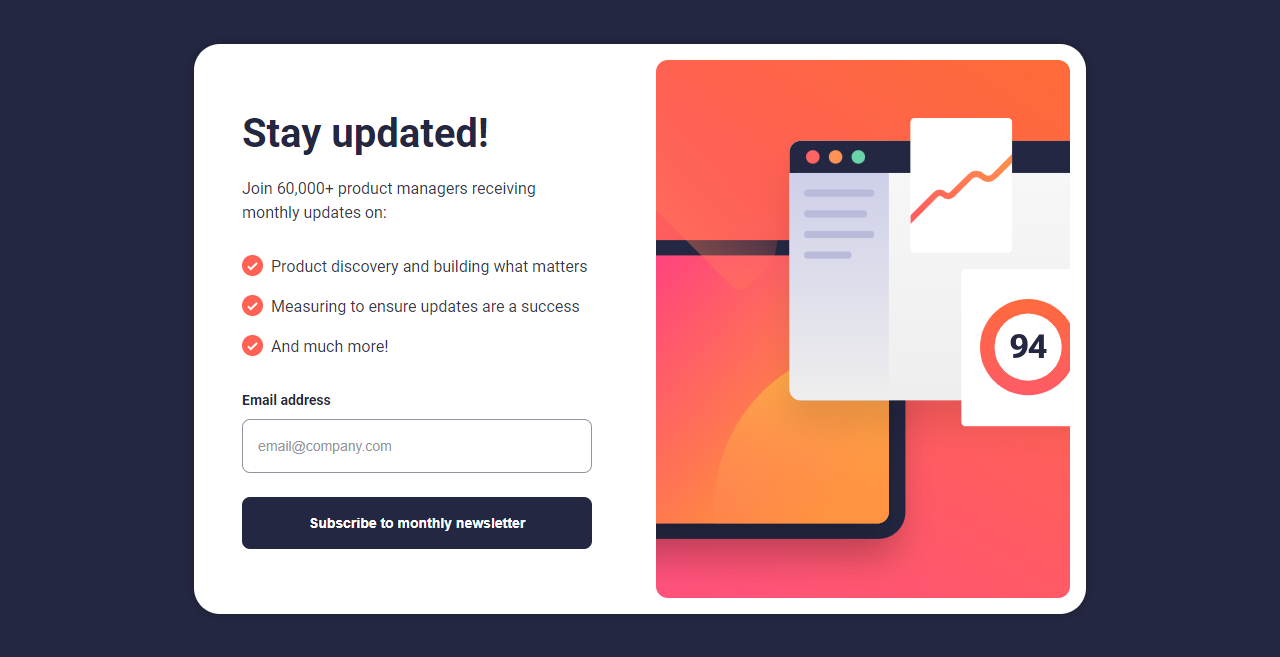 Stay updated!
Join 60,000+ product managers receiving
monthly updates on:
Product discovery and building what matters
Measuring to ensure updates are a success
And much more!
Email address
email@company.com
Subscribe to monthly newsletter
94